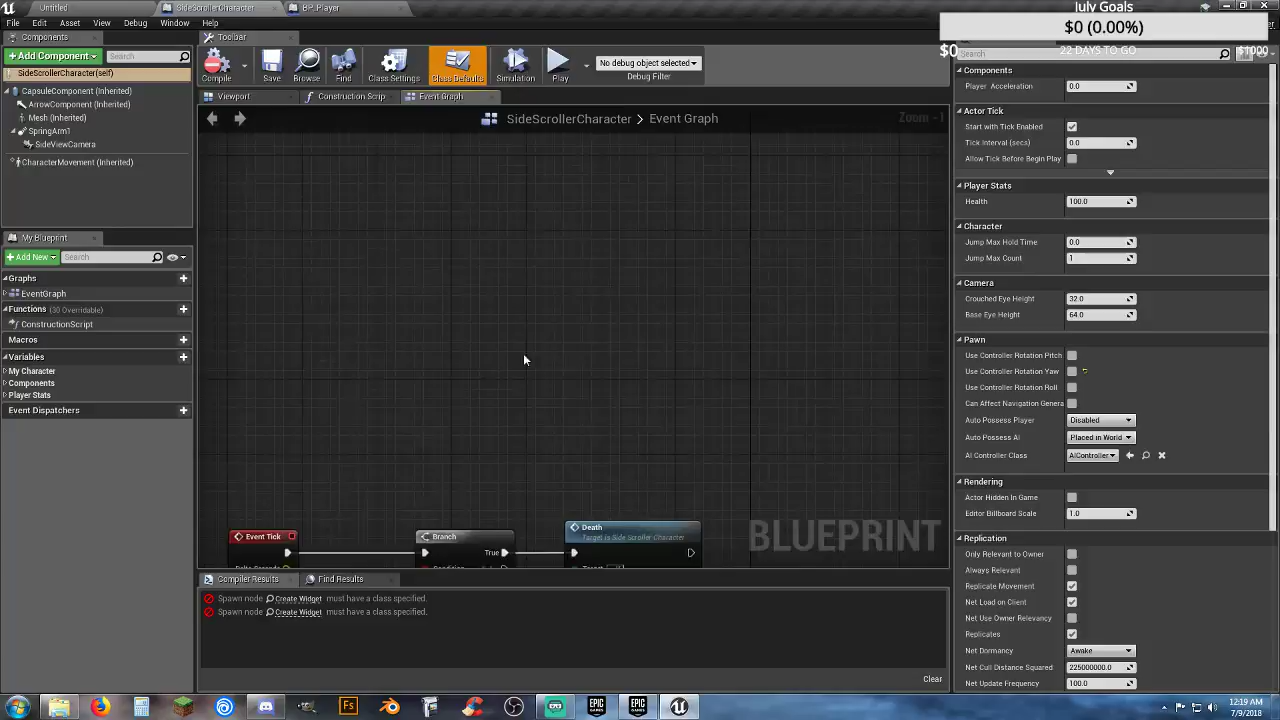 Untitled
SideScrollerCharacter
BP_Player
July Goals
File
Edit
Asset
View
Debug
Window
Help
$0 (0.00%)
$0
22 DAYS TO GO
$1000
Components
Toolbar
Add Component
Search
SideScrollerCharacter(self)
CapsuleComponent (Inherited)
ArrowComponent (Inherited)
Mesh (Inherited)
SpringArm1
SideViewCamera
CharacterMovement (Inherited)
Compile
Save
Browse
Find
Class Settings
Class Defaults
Simulation
Play
No debug object selected
Debug Filter
Viewport
Construction Scrip
Event Graph
SideScrollerCharacter > Event Graph
Zoom -1
My Blueprint
Add New
Search
Graphs
EventGraph
Functions (30 Overridable)
ConstructionScript
Macros
Variables
My Character
Components
Player Stats
Event Dispatchers
Event Tick
Delta Seconds
Branch
True
Condition
Death
Target is Side Scroller Character
Target
self
BLUEPRINT
Compiler Results
Find Results
Spawn node Create Widget must have a class specified.
Spawn node Create Widget must have a class specified.
Clear
Search
Components
Player Acceleration 0.0
Actor Tick
Start with Tick Enabled
Tick Interval (secs) 0.0
Allow Tick Before Begin Play
Player Stats
Health 100.0
Character
Jump Max Hold Time 0.0
Jump Max Count 1
Camera
Crouched Eye Height 32.0
Base Eye Height 64.0
Pawn
Use Controller Rotation Pitch
Use Controller Rotation Yaw
Use Controller Rotation Roll
Can Affect Navigation Genera
Auto Possess Player Disabled
Auto Possess AI Placed in World
AI Controller Class AIController
Rendering
Actor Hidden In Game
Editor Billboard Scale 1.0
Replication
Only Relevant to Owner
Always Relevant
Replicate Movement
Net Load on Client
Net Use Owner Relevancy
Replicates
Net Dormancy Awake
Net Cull Distance Squared 225000000.0
Net Update Frequency 100.0
Fs
EPIC GAMES
EPIC GAMES
12:19 AM
7/9/2018